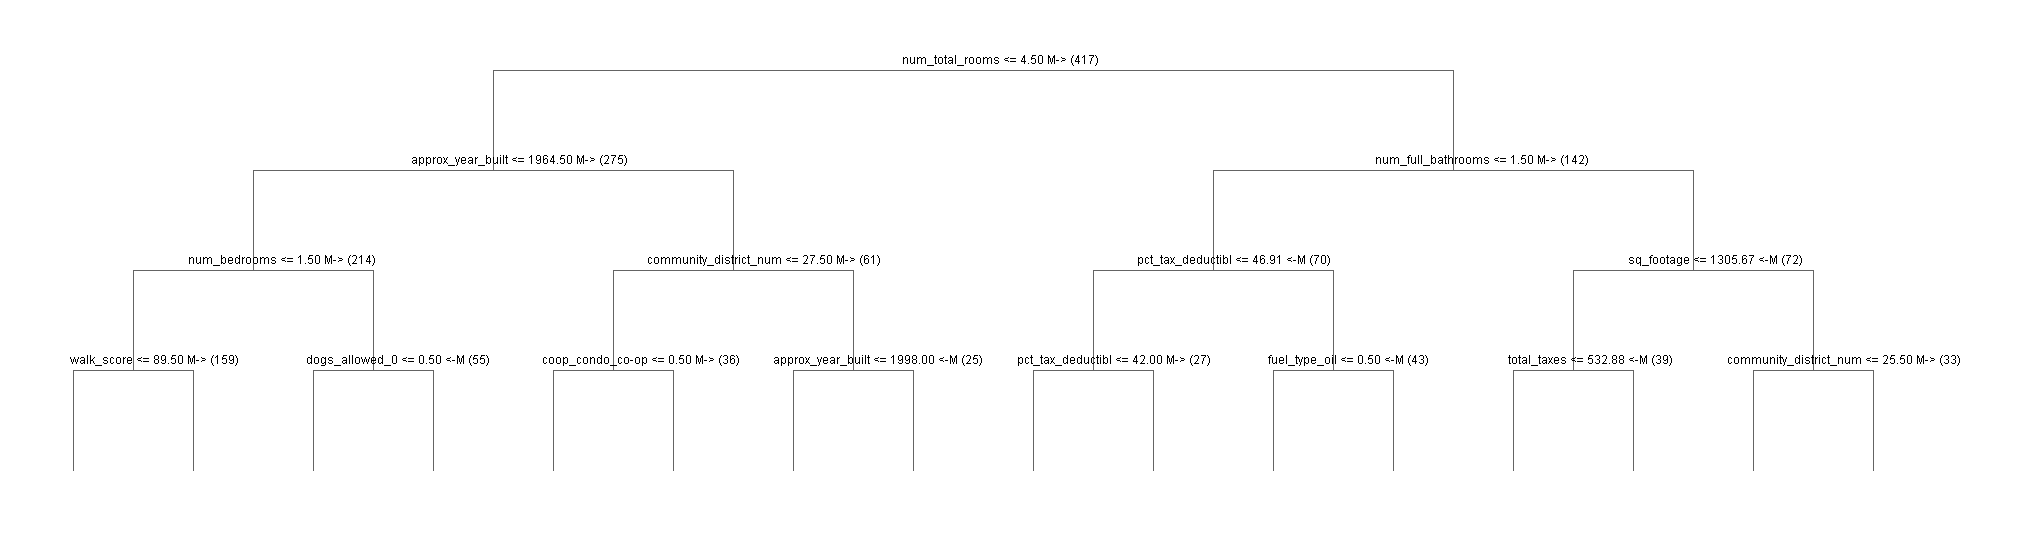 num_total_rooms <= 4.50 M-> (417)
approx_year_built <= 1964.50 M-> (275)
num_full_bathrooms <= 1.50 M-> (142)
num_bedrooms <= 1.50 M-> (214)
community_district_num <= 27.50 M-> (61)
pct_tax_deductibl <= 46.91 <-M (70)
sq_footage <= 1305.67 <-M (72)
walk_score <= 89.50 M-> (159)
dogs_allowed_0 <= 0.50 <-M (55)
coop_condo_co-op <= 0.50 M-> (36)
approx_year_built <= 1998.00 <-M (25)
pct_tax_deductibl <= 42.00 M-> (27)
fuel_type_oil <= 0.50 <-M (43)
total_taxes <= 532.88 <-M (39)
community_district_num <= 25.50 M-> (33)